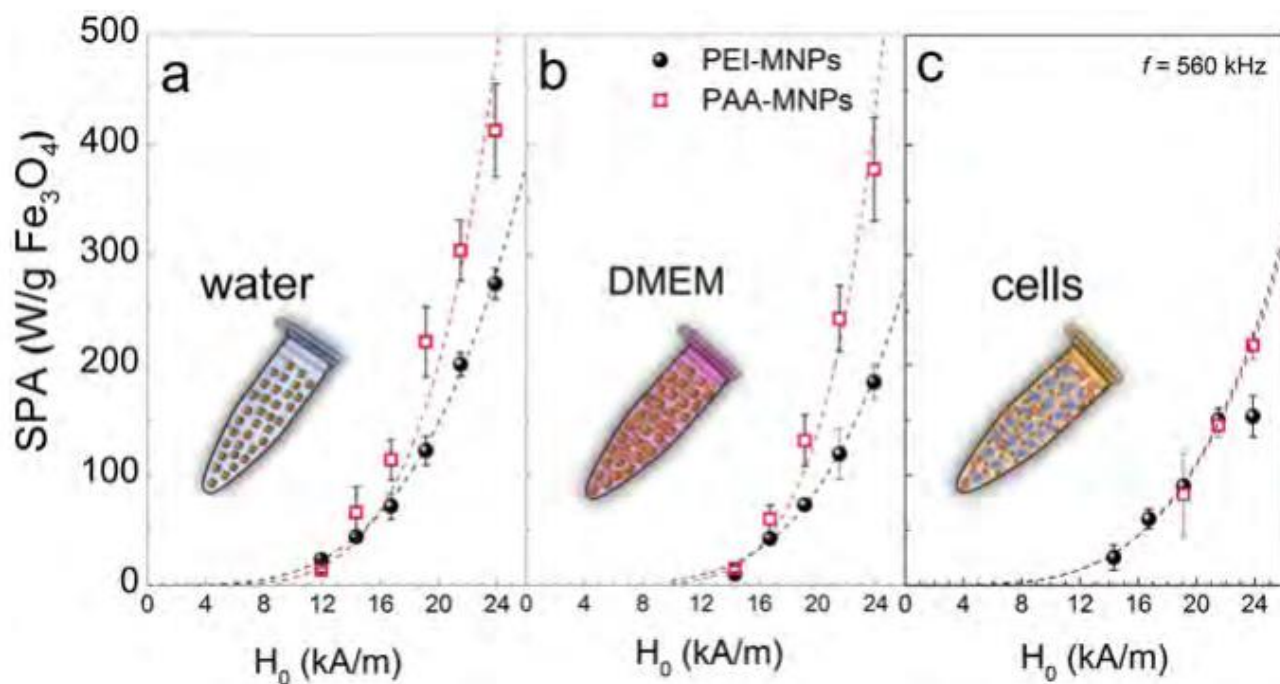 SPA (W/g Fe₃O₄)
500
400
300
200
100
0
a
water
0 4 8 12 16 20 24
H₀ (kA/m)
b
PEI-MNPs
PAA-MNPs
DMEM
0 4 8 12 16 20 24
H₀ (kA/m)
c
f = 560 kHz
cells
0 4 8 12 16 20 24
H₀ (kA/m)